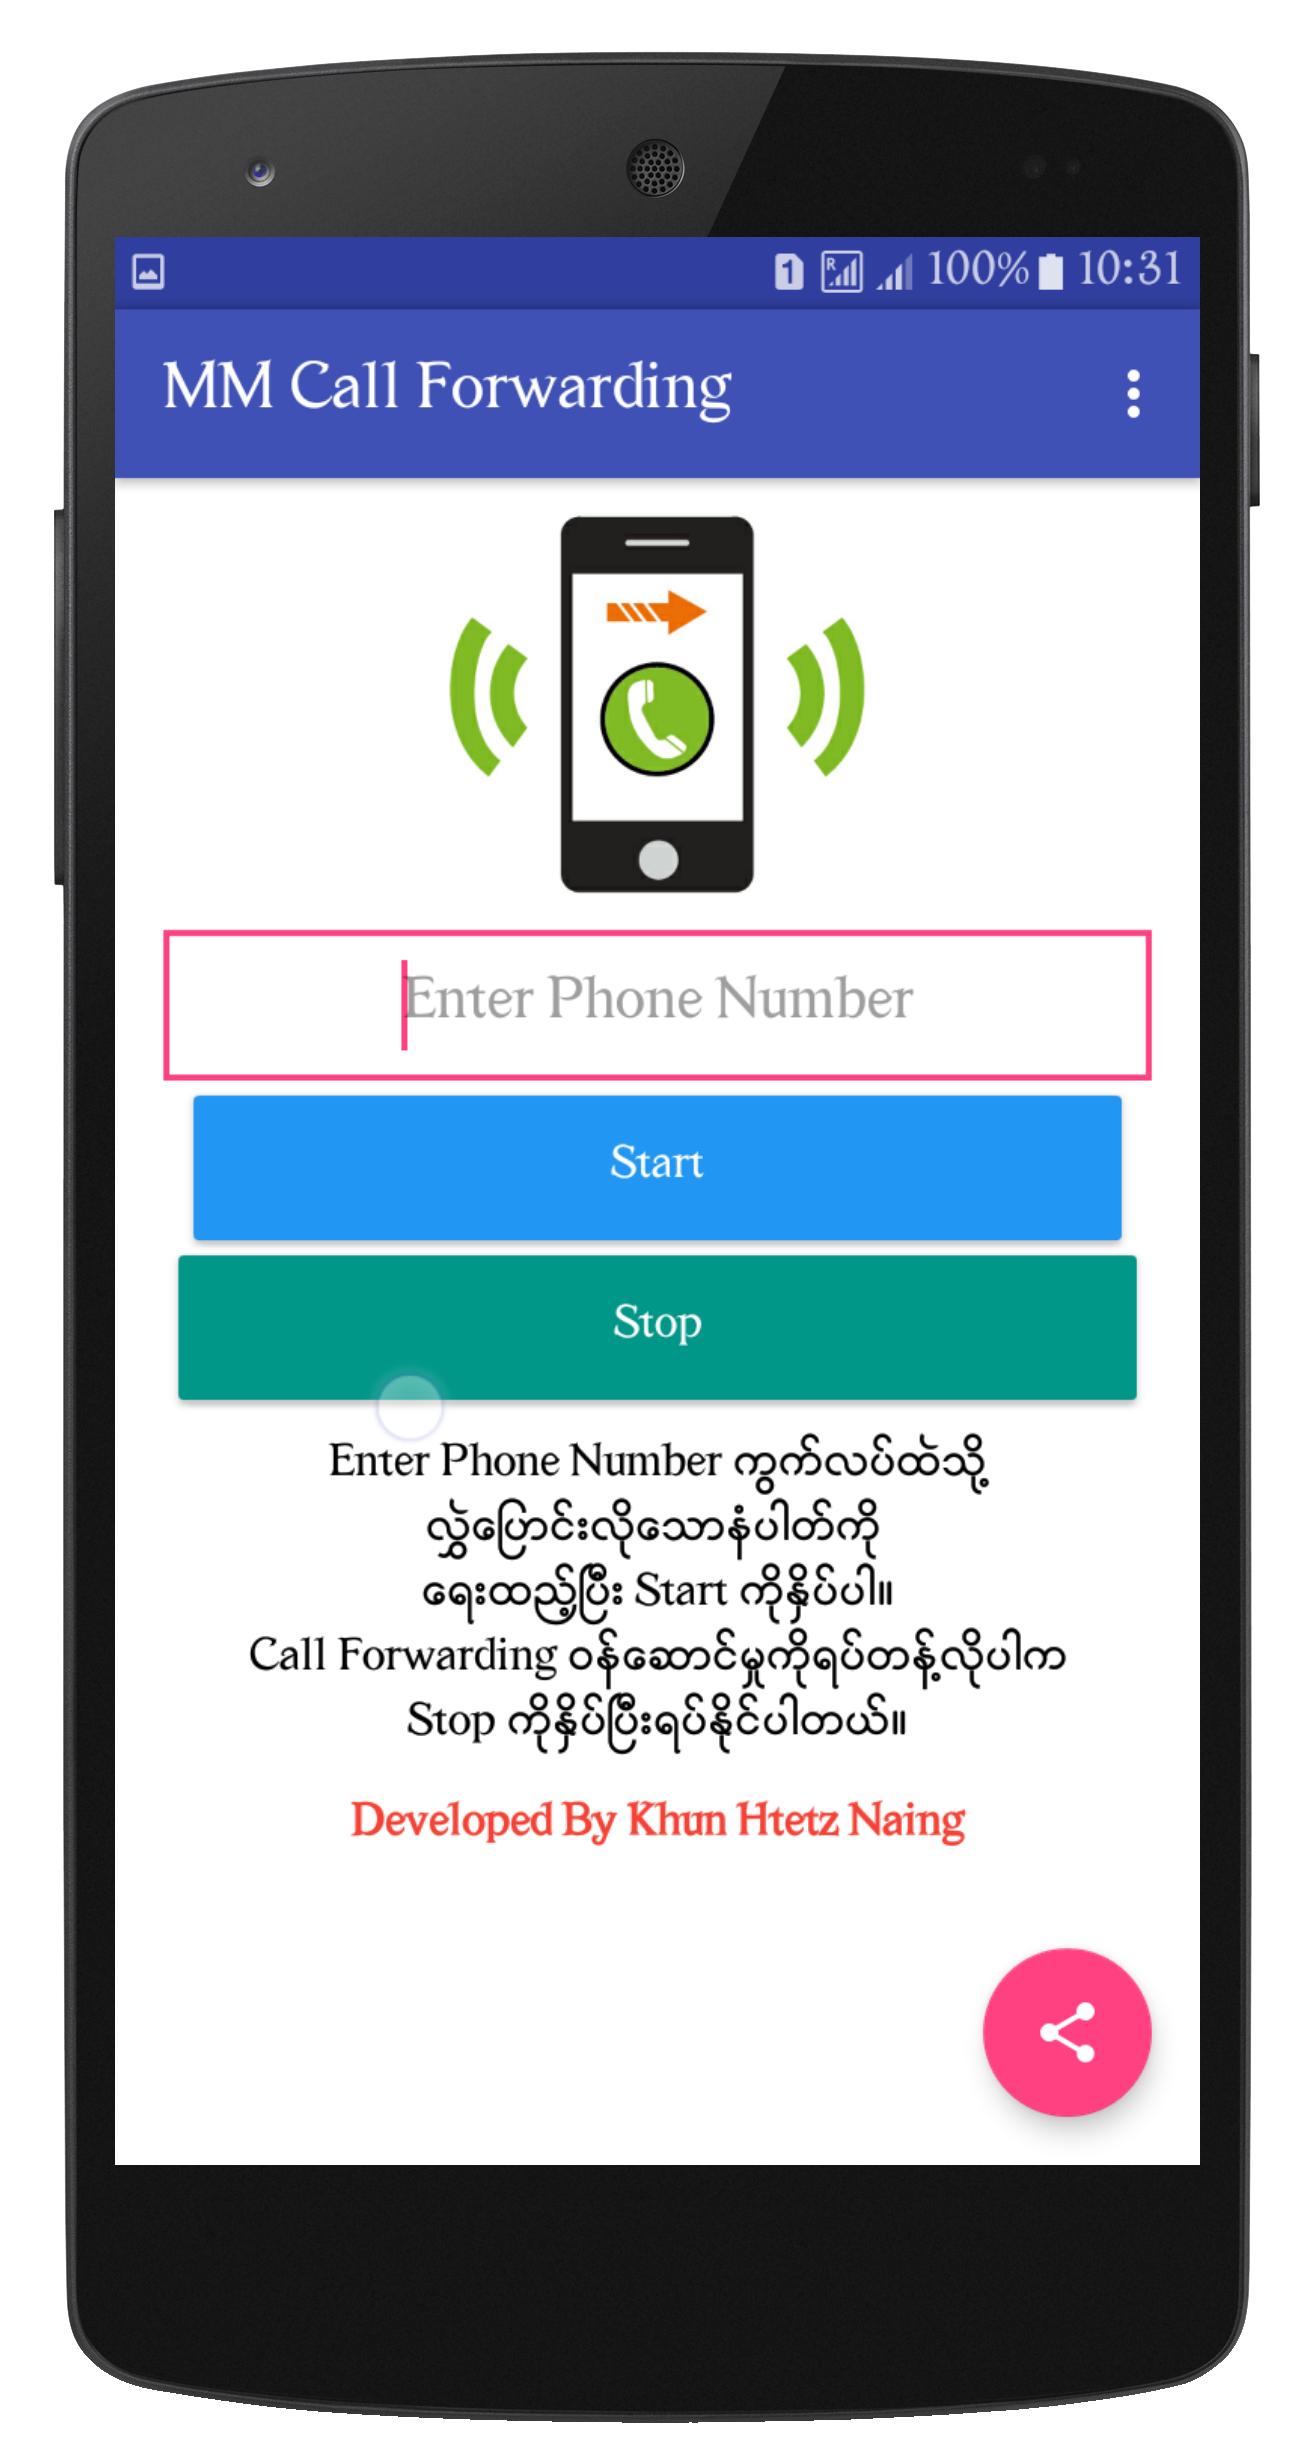 100% 10:31
MM Call Forwarding
Enter Phone Number
Start
Stop
Enter Phone Number ကွက်လပ်ထဲသို့
လွှဲပြောင်းလိုသောနံပါတ်ကို
ရေးထည့်ပြီး Start ကိုနှိပ်ပါ။
Call Forwarding ဝန်ဆောင်မှုကိုရပ်တန့်လိုပါက
Stop ကိုနှိပ်ပြီးရပ်နိုင်ပါတယ်။
Developed By Khun Htetz Naing